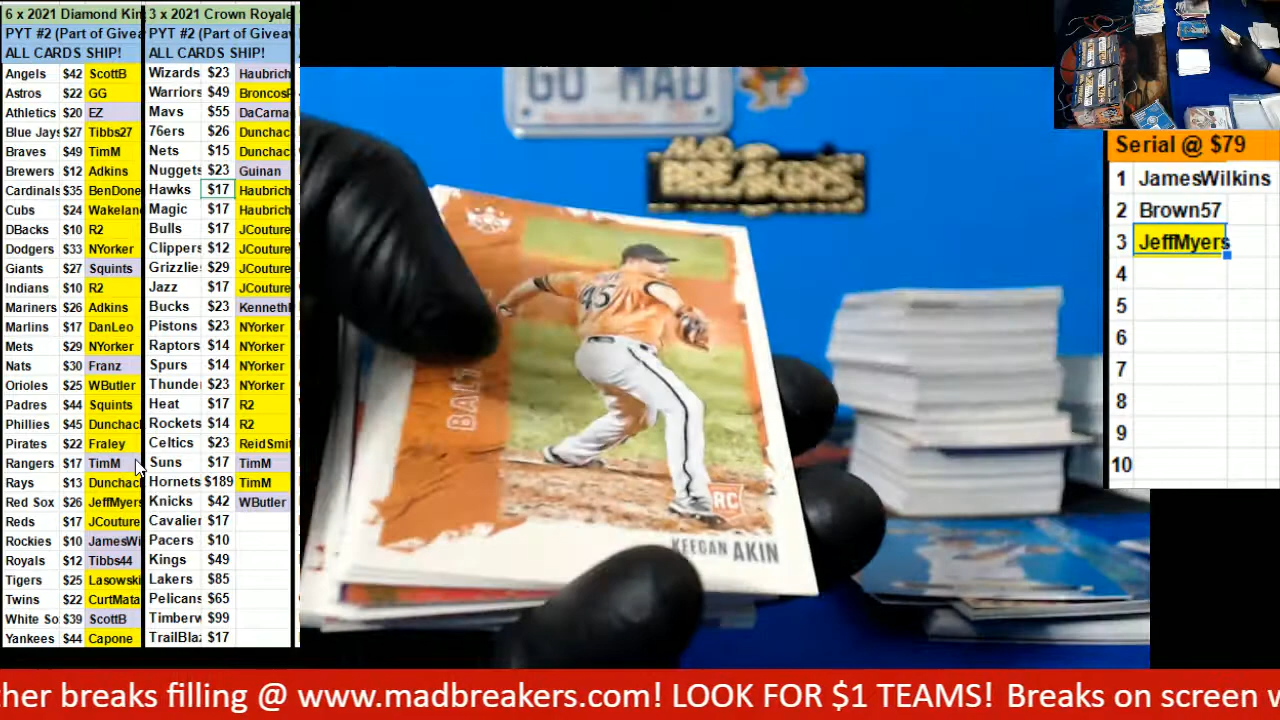 6 x 2021 Diamond Kin
PYT #2 (Part of Givea
ALL CARDS SHIP!
Angels $42 ScottB
Astros $22 GG
Athletics $20 EZ
Blue Jays $27 Tibbs27
Braves $49 TimM
Brewers $12 Adkins
Cardinals $35 BenDone
Cubs $24 Wakelan
DBacks $10 R2
Dodgers $33 NYorker
Giants $27 Squints
Indians $10 R2
Mariners $26 Adkins
Marlins $17 DanLeo
Mets $29 NYorker
Nats $30 Franz
Orioles $25 WButler
Padres $44 Squints
Phillies $45 Dunchac
Pirates $22 Fraley
Rangers $17 TimM
Rays $13 Dunchac
Red Sox $26 JeffMyers
Reds $17 JCouture
Rockies $10 JamesWi
Royals $12 Tibbs44
Tigers $25 Lasowski
Twins $22 CurtMata
White So $39 ScottB
Yankees $44 Capone
3 x 2021 Crown Royale
PYT #2 (Part of Giveav
ALL CARDS SHIP!
Wizards $23 Haubrich
Warriors $49 BroncosF
Mavs $55 DaCarna
76ers $26 Dunchac
Nets $15 Dunchac
Nuggets $23 Guinan
Hawks $17 Haubrich
Magic $17 Haubrich
Bulls $17 JCouture
Clippers $12 JCouture
Grizzlie $29 JCouture
Jazz $17 JCouture
Bucks $23 KennethI
Pistons $23 NYorker
Raptors $14 NYorker
Spurs $14 NYorker
Thunde $23 NYorker
Heat $17 R2
Rockets $14 R2
Celtics $23 ReidSmit
Suns $17 TimM
Hornets $189 TimM
Knicks $42 WButler
Cavalie $17
Pacers $10
Kings $49
Lakers $85
Pelicans $65
Timberw $99
TrailBla $17
GO MAD
MAD
BREAKERS
BALT
45
RC
KEEGAN AKIN
Serial @ $79
1 JamesWilkins
2 Brown57
3 JeffMyers
4
5
6
7
8
9
10
ther breaks filling @ www.madbreakers.com! LOOK FOR $1 TEAMS! Breaks on screen w